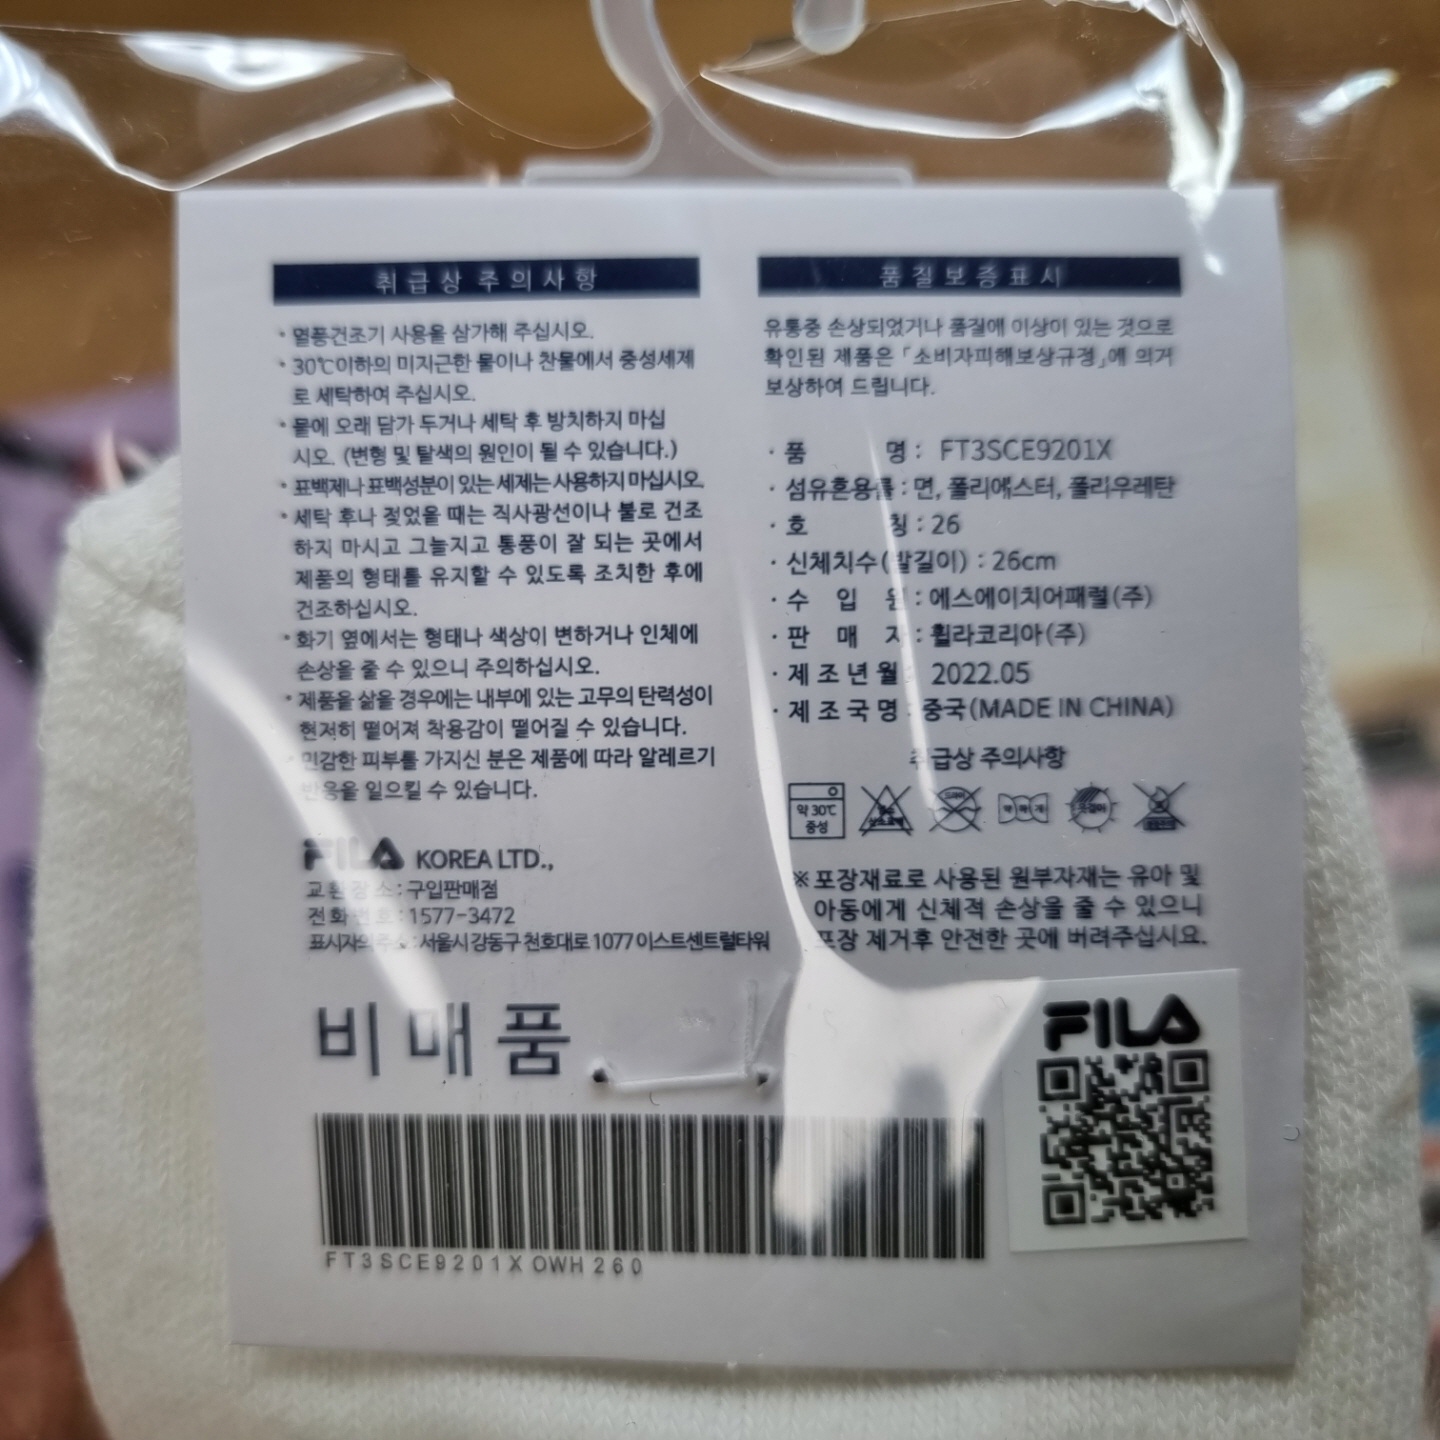 취급상주의사항
· 열풍건조기 사용을 삼가해 주십시오.
· 30℃이하의 미지근한 물이나 찬물에서 중성세제
로 세탁하여 주십시오.
· 물에 오래 담가 두거나 세탁 후 방치하지 마십
시오. (변형 및 탈색의 원인이 될 수 있습니다.)
· 표백제나 표백성분이 있는 세제는 사용하지 마십시오.
· 세탁 후나 젖었을 때는 직사광선이나 불로 건조
하지 마시고 그늘지고 통풍이 잘 되는 곳에서
제품의 형태를 유지할 수 있도록 조치한 후에
건조하십시오.
· 화기 옆에서는 형태나 색상이 변하거나 인체에
손상을 줄 수 있으니 주의하십시오.
· 제품을 삶을 경우에는 내부에 있는 고무의 탄력성이
현저히 떨어져 착용감이 떨어질 수 있습니다.
· 민감한 피부를 가지신 분은 제품에 따라 알레르기
반응을 일으킬 수 있습니다.
FILA KOREA LTD.,
교환장소 : 구입판매점
전화번호 : 1577-3472
표시자의 주소 : 서울시 강동구 천호대로 1077 이스트센트럴타워
비매품
FT3SCE9201X OWH 260
품질보증표시
유통중 손상되었거나 품질에 이상이 있는 것으로
확인된 제품은 「소비자피해보상규정」에 의거
보상하여 드립니다.
· 품 명 : FT3SCE9201X
· 섬유혼용률 : 면, 폴리에스터, 폴리우레탄
· 호 칭 : 26
· 신체치수(발길이) : 26cm
· 수 입 원 : 에스에이치어패럴(주)
· 판 매 자 : 휠라코리아(주)
· 제조년월 : 2022.05
· 제조국명 : 중국(MADE IN CHINA)
취급상 주의사항
약 30℃
중성
※ 포장재료로 사용된 원부자재는 유아 및
아동에게 신체적 손상을 줄 수 있으니
포장 제거후 안전한 곳에 버려주십시요.
FILA